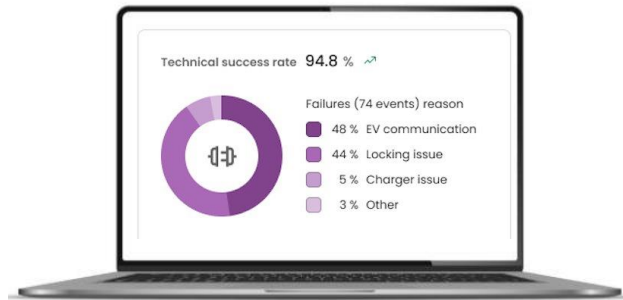 Technical success rate 94.8 %
Failures (74 events) reason
48 % EV communication
44 % Locking issue
5 % Charger issue
3 % Other